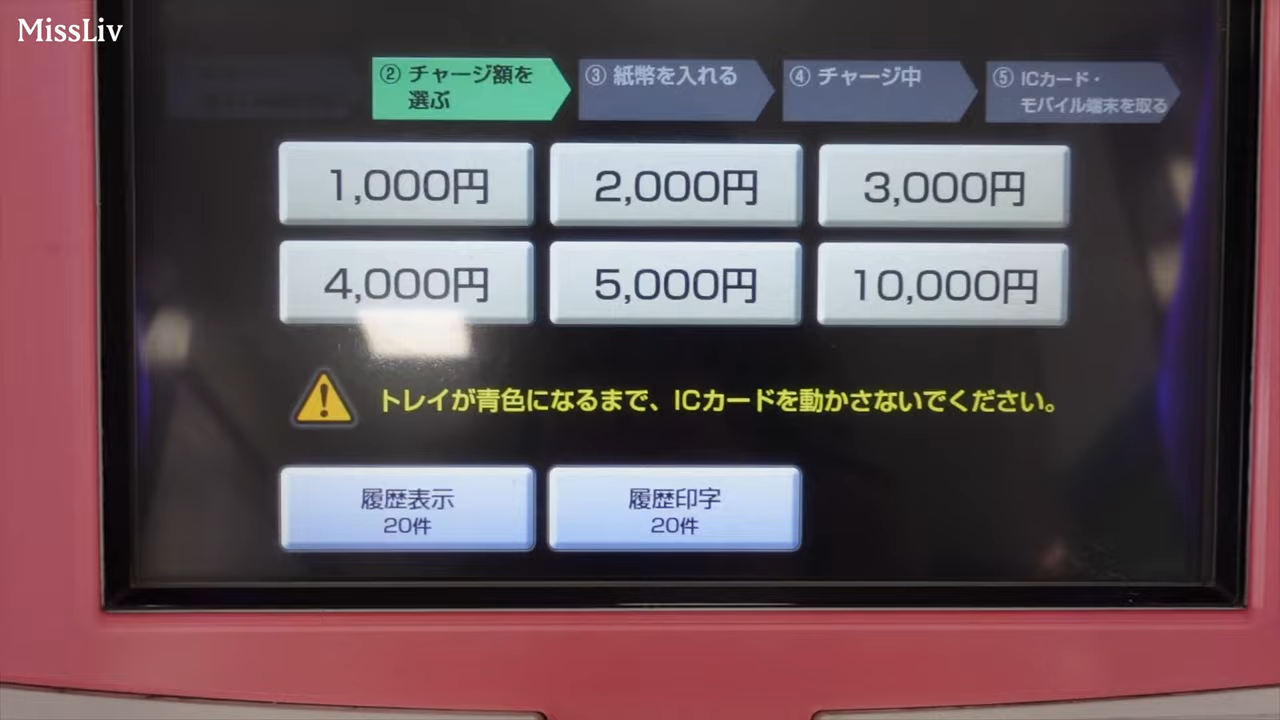 MissLiv
② チャージ額を
選ぶ
③ 紙幣を入れる
④ チャージ中
⑤ ICカード・
モバイル端末を取る
1,000円
2,000円
3,000円
4,000円
5,000円
10,000円
トレイが青色になるまで、ICカードを動かさないでください。
履歴表示
20件
履歴印字
20件